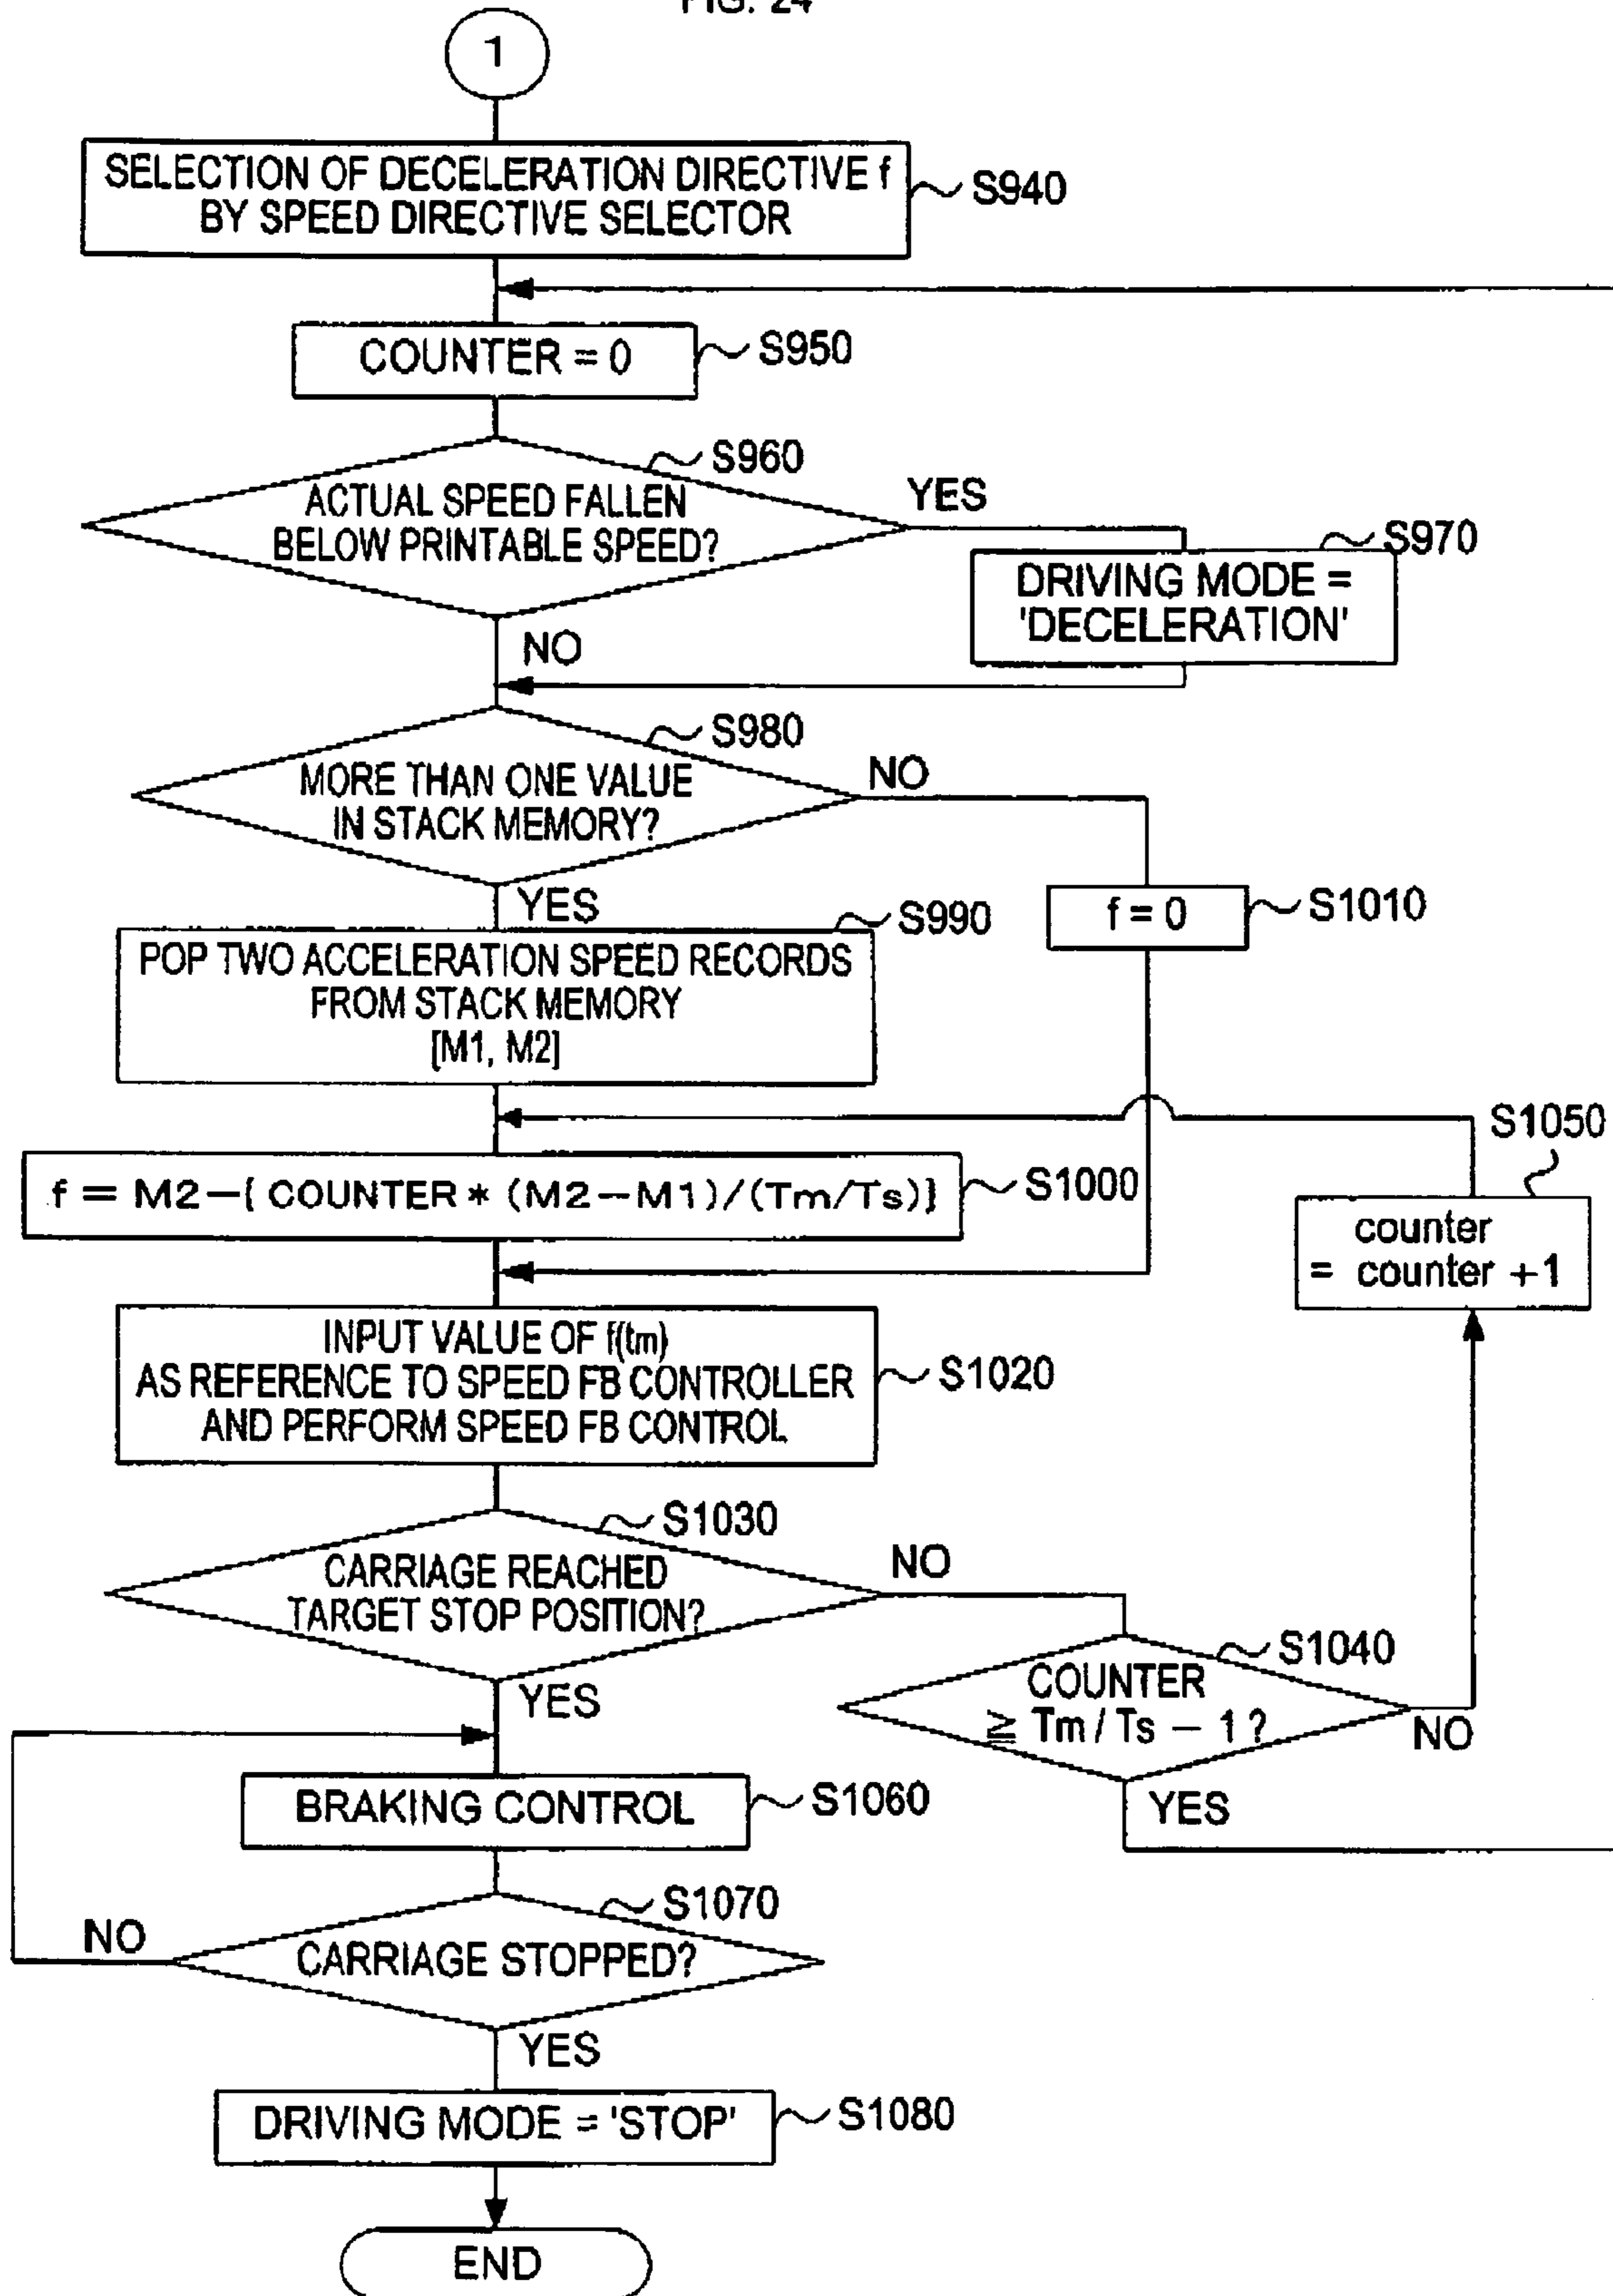 FIG. 24
1
SELECTION OF DECELERATION DIRECTIVE f
BY SPEED DIRECTIVE SELECTOR
S940
COUNTER = 0
S950
S960
ACTUAL SPEED FALLEN
BELOW PRINTABLE SPEED?
YES
S970
DRIVING MODE =
'DECELERATION'
NO
S980
MORE THAN ONE VALUE
IN STACK MEMORY?
NO
YES
f = 0
S1010
S990
POP TWO ACCELERATION SPEED RECORDS
FROM STACK MEMORY
[M1, M2]
S1050
counter
= counter +1
f = M2-{ COUNTER * (M2-M1)/(Tm/Ts)}
S1000
INPUT VALUE OF f(tm)
AS REFERENCE TO SPEED FB CONTROLLER
AND PERFORM SPEED FB CONTROL
S1020
S1030
CARRIAGE REACHED
TARGET STOP POSITION?
NO
S1040
COUNTER
≧ Tm / Ts - 1 ?
NO
YES
YES
BRAKING CONTROL
S1060
S1070
CARRIAGE STOPPED?
NO
YES
DRIVING MODE = 'STOP'
S1080
END